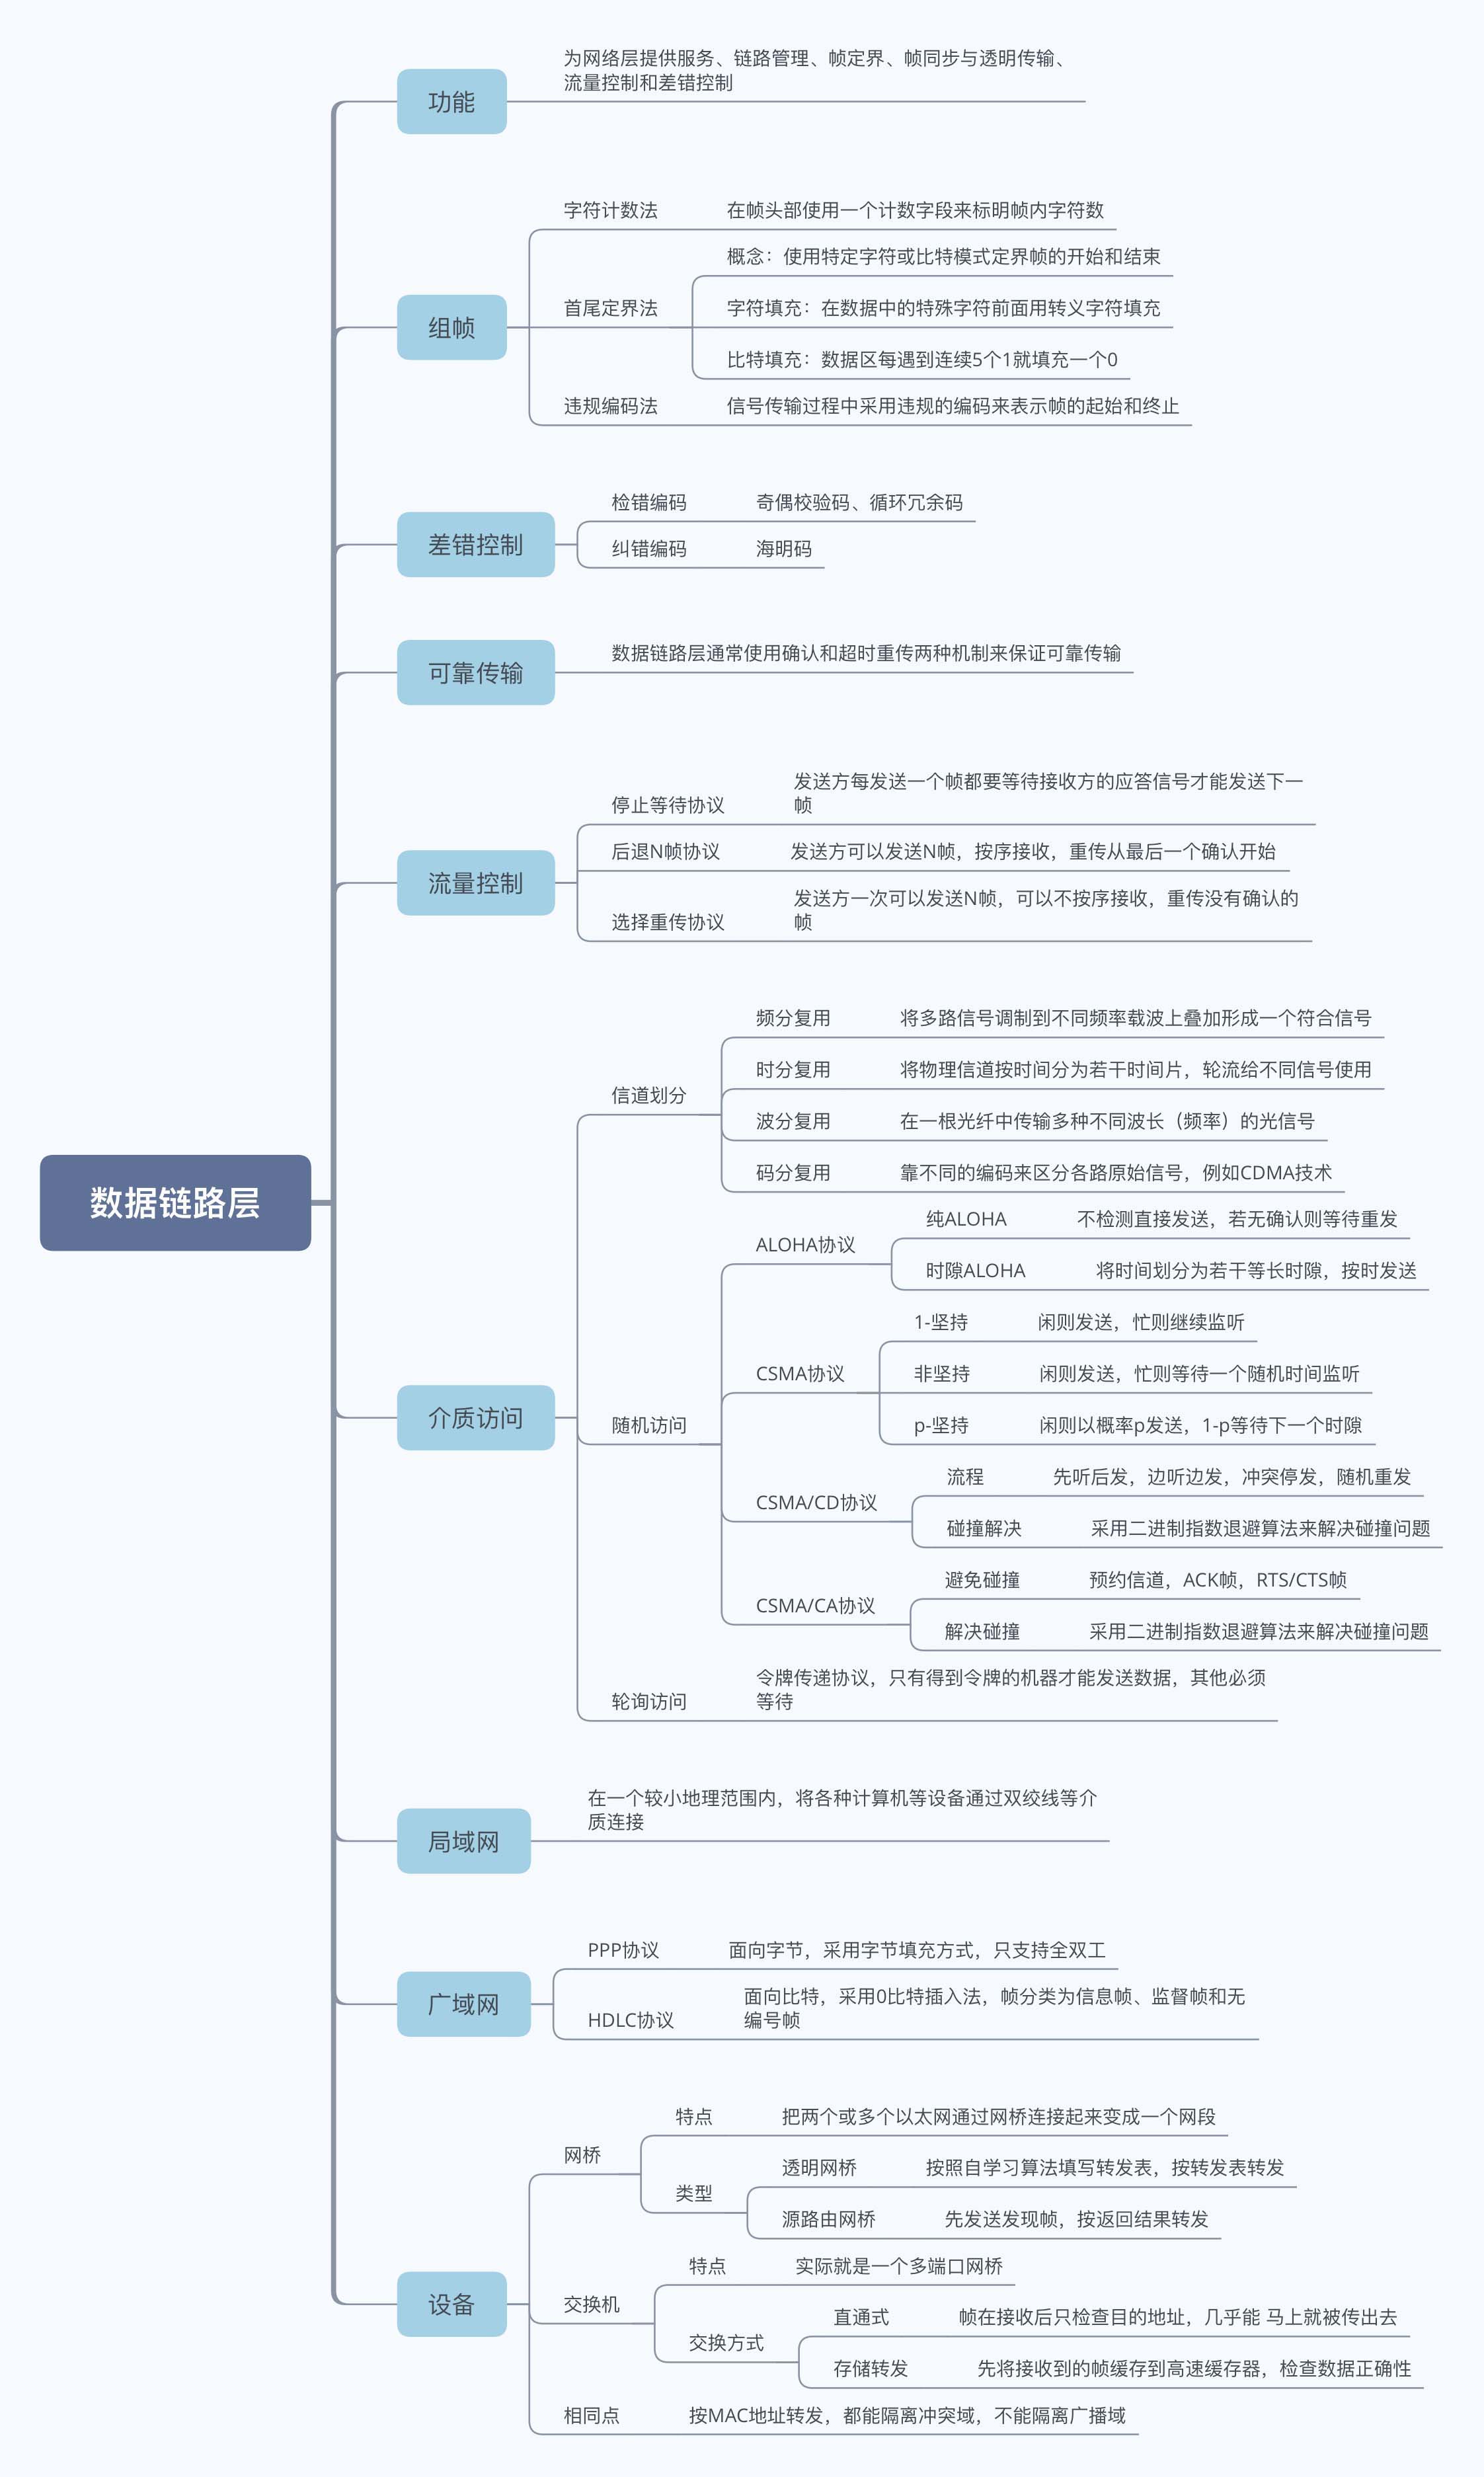 数据链路层
功能
为网络层提供服务、链路管理、帧定界、帧同步与透明传输、
流量控制和差错控制
组帧
字符计数法
在帧头部使用一个计数字段来标明帧内字符数
首尾定界法
概念：使用特定字符或比特模式定界帧的开始和结束
字符填充：在数据中的特殊字符前面用转义字符填充
比特填充：数据区每遇到连续5个1就填充一个0
违规编码法
信号传输过程中采用违规的编码来表示帧的起始和终止
差错控制
检错编码
奇偶校验码、循环冗余码
纠错编码
海明码
可靠传输
数据链路层通常使用确认和超时重传两种机制来保证可靠传输
流量控制
停止等待协议
发送方每发送一个帧都要等待接收方的应答信号才能发送下一
帧
后退N帧协议
发送方可以发送N帧，按序接收，重传从最后一个确认开始
选择重传协议
发送方一次可以发送N帧，可以不按序接收，重传没有确认的
帧
介质访问
信道划分
频分复用
将多路信号调制到不同频率载波上叠加形成一个符合信号
时分复用
将物理信道按时间分为若干时间片，轮流给不同信号使用
波分复用
在一根光纤中传输多种不同波长（频率）的光信号
码分复用
靠不同的编码来区分各路原始信号，例如CDMA技术
随机访问
ALOHA协议
纯ALOHA
不检测直接发送，若无确认则等待重发
时隙ALOHA
将时间划分为若干等长时隙，按时发送
CSMA协议
1-坚持
闲则发送，忙则继续监听
非坚持
闲则发送，忙则等待一个随机时间监听
p-坚持
闲则以概率p发送，1-p等待下一个时隙
CSMA/CD协议
流程
先听后发，边听边发，冲突停发，随机重发
碰撞解决
采用二进制指数退避算法来解决碰撞问题
CSMA/CA协议
避免碰撞
预约信道，ACK帧，RTS/CTS帧
解决碰撞
采用二进制指数退避算法来解决碰撞问题
轮询访问
令牌传递协议，只有得到令牌的机器才能发送数据，其他必须
等待
局域网
在一个较小地理范围内，将各种计算机等设备通过双绞线等介
质连接
广域网
PPP协议
面向字节，采用字节填充方式，只支持全双工
HDLC协议
面向比特，采用0比特插入法，帧分类为信息帧、监督帧和无
编号帧
设备
网桥
特点
把两个或多个以太网通过网桥连接起来变成一个网段
类型
透明网桥
按照自学习算法填写转发表，按转发表转发
源路由网桥
先发送发现帧，按返回结果转发
交换机
特点
实际就是一个多端口网桥
交换方式
直通式
帧在接收后只检查目的地址，几乎能 马上就被传出去
存储转发
先将接收到的帧缓存到高速缓存器，检查数据正确性
相同点
按MAC地址转发，都能隔离冲突域，不能隔离广播域